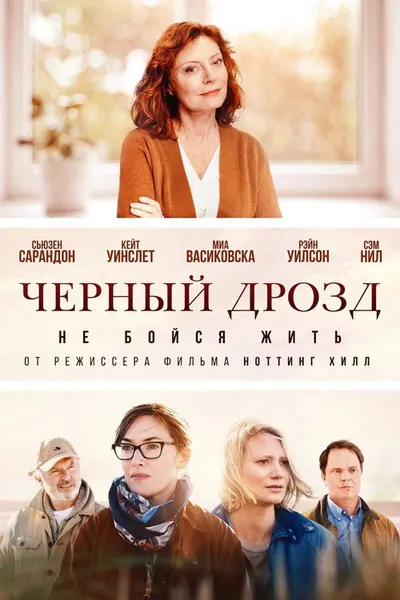 СЬЮЗЕН САРАНДОН
КЕЙТ УИНСЛЕТ
МИА ВАСИКОВСКА
РЭЙН УИЛСОН
СЭМ НИЛ
ЧЕРНЫЙ ДРОЗД
НЕ БОЙСЯ ЖИТЬ
ОТ РЕЖИССЕРА ФИЛЬМА НОТТИНГ ХИЛЛ